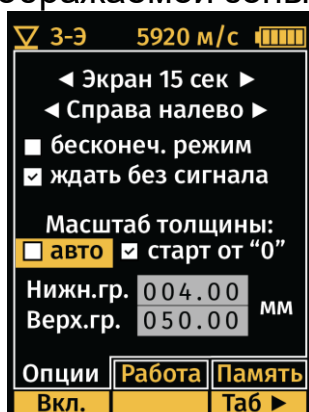 З-Э 5920 м/с
◄ Экран 15 сек ►
◄ Справа налево ►
бесконеч. режим
ждать без сигнала
Масштаб толщины:
авто старт от “0”
Нижн.гр. 004.00
Верх.гр. 050.00 мм
Опции Работа Память
Вкл. Таб ►